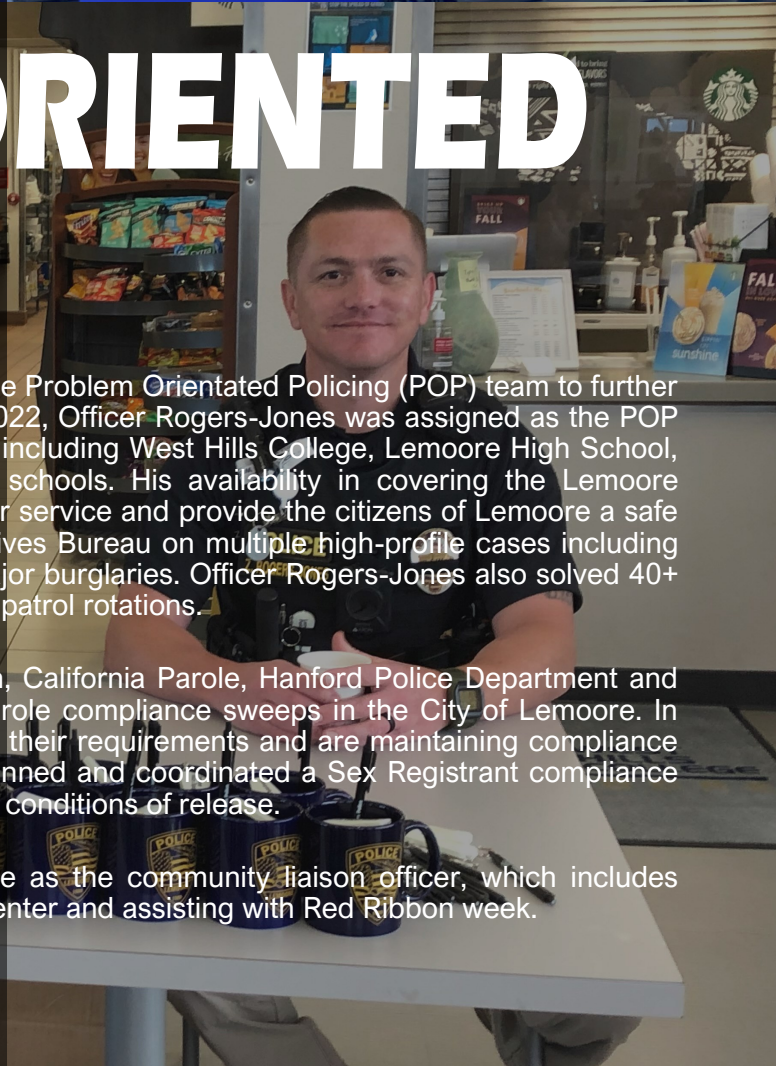 ORIENTED
FALL
sunshine
e Problem Orientated Policing (POP) team to further
022, Officer Rogers-Jones was assigned as the POP
including West Hills College, Lemoore High School,
schools. His availability in covering the Lemoore
r service and provide the citizens of Lemoore a safe
ives Bureau on multiple high-profile cases including
jor burglaries. Officer Rogers-Jones also solved 40+
patrol rotations.
, California Parole, Hanford Police Department and
role compliance sweeps in the City of Lemoore. In
their requirements and are maintaining compliance
nned and coordinated a Sex Registrant compliance
conditions of release.
POLICE
POLICE
POLICE
POLICE
e as the community liaison officer, which includes
enter and assisting with Red Ribbon week.